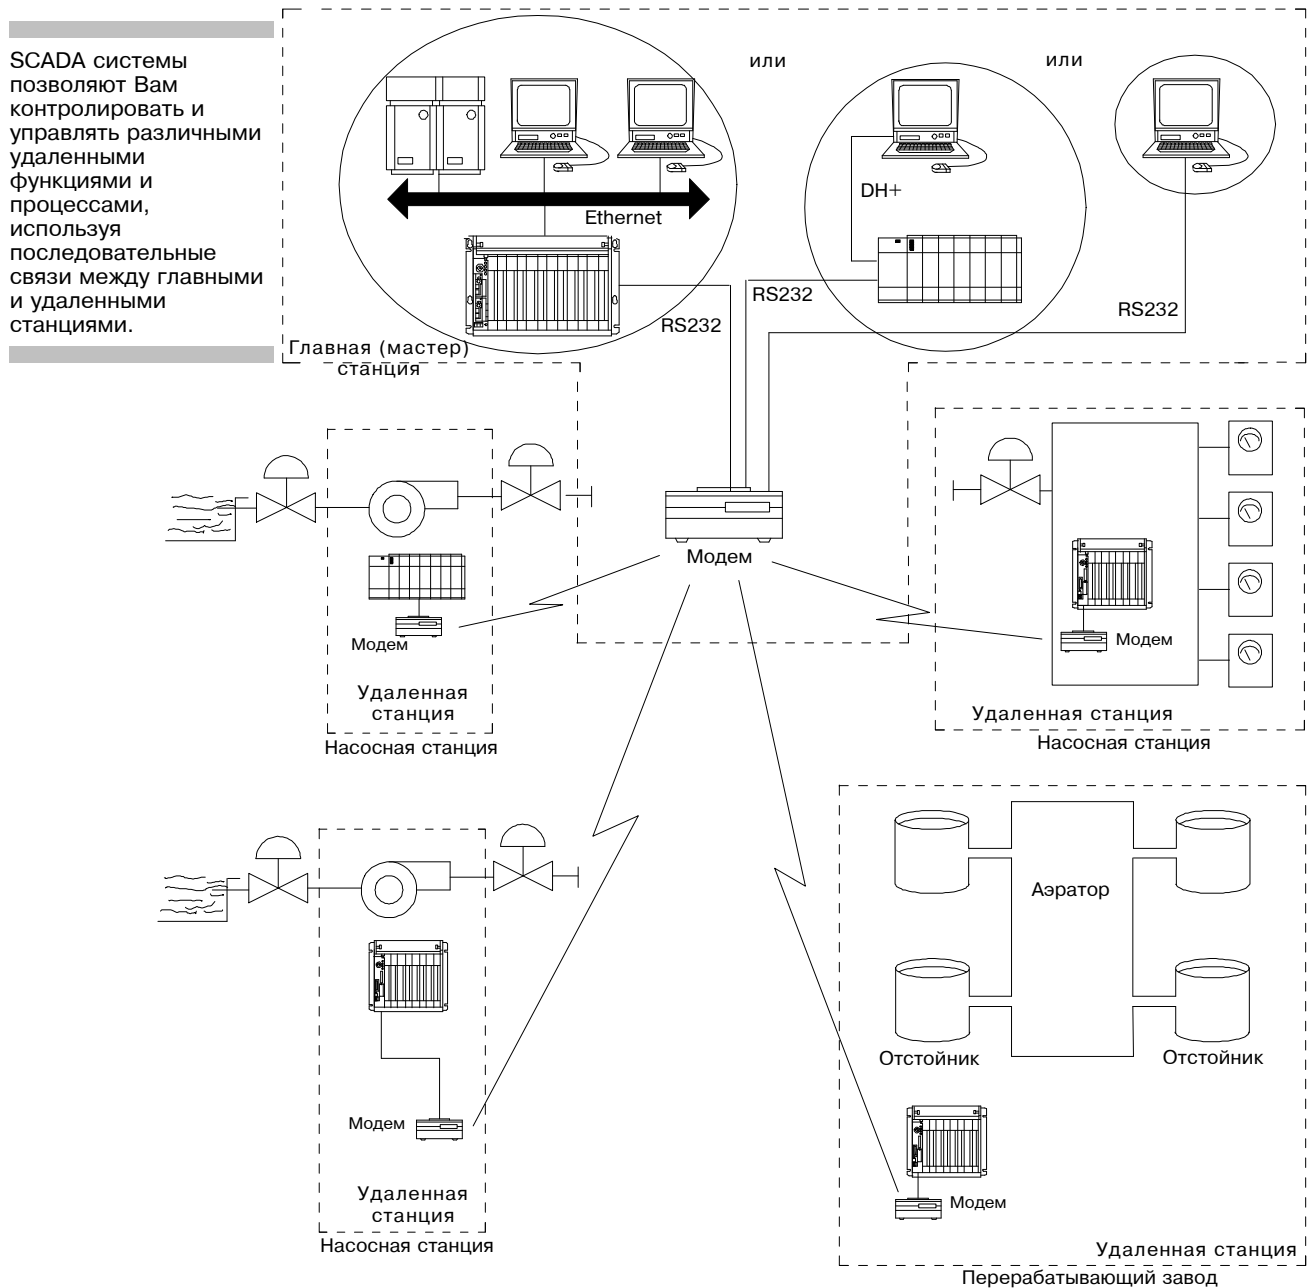 SCADA системы
позволяют Вам
контролировать и
управлять различными
удаленными
функциями и
процессами,
используя
последовательные
связи между главными
и удаленными
станциями.
или
или
Ethernet
DH+
RS232
RS232
RS232
Главная (мастер)
станция
Модем
Модем
Удаленная
станция
Насосная станция
Модем
Удаленная станция
Насосная станция
Модем
Удаленная
станция
Насосная станция
Аэратор
Отстойник
Отстойник
Модем
Удаленная станция
Перерабатывающий завод